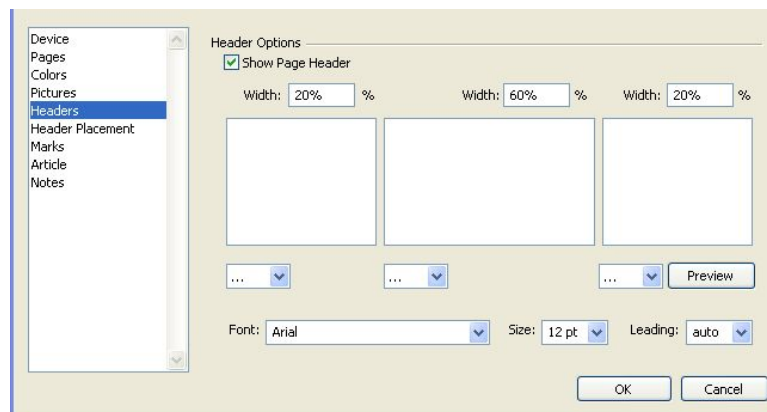 Device
Pages
Colors
Pictures
Headers
Header Placement
Marks
Article
Notes
Header Options
Show Page Header
Width: 20% % Width: 60% % Width: 20% %
... ... ... Preview
Font: Arial Size: 12 pt Leading: auto
OK Cancel